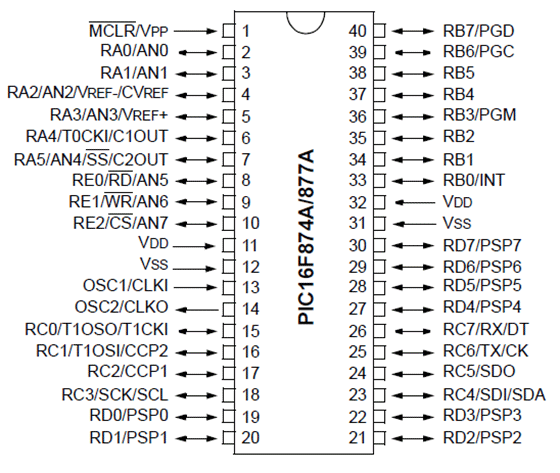 MCLR/VPP 1 40 RB7/PGD
RA0/AN0 2 39 RB6/PGC
RA1/AN1 3 38 RB5
RA2/AN2/VREF-/CVREF 4 37 RB4
RA3/AN3/VREF+ 5 36 RB3/PGM
RA4/T0CKI/C1OUT 6 35 RB2
RA5/AN4/SS/C2OUT 7 34 RB1
RE0/RD/AN5 8 33 RB0/INT
RE1/WR/AN6 9 32 VDD
RE2/CS/AN7 10 31 VSS
VDD 11 30 RD7/PSP7
VSS 12 29 RD6/PSP6
OSC1/CLKI 13 28 RD5/PSP5
OSC2/CLKO 14 27 RD4/PSP4
RC0/T1OSO/T1CKI 15 26 RC7/RX/DT
RC1/T1OSI/CCP2 16 25 RC6/TX/CK
RC2/CCP1 17 24 RC5/SDO
RC3/SCK/SCL 18 23 RC4/SDI/SDA
RD0/PSP0 19 22 RD3/PSP3
RD1/PSP1 20 21 RD2/PSP2
PIC16F874A/877A